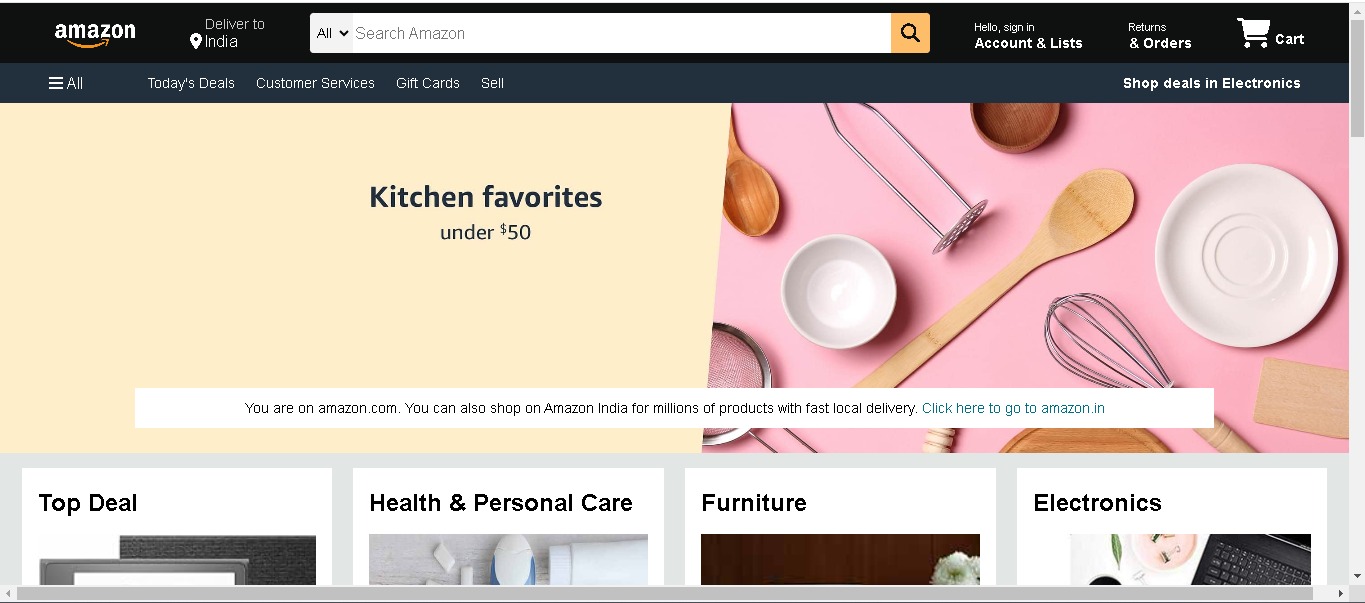 amazon
Deliver to
India
All
Search Amazon
Hello, sign in
Account & Lists
Returns
& Orders
Cart
All
Today's Deals
Customer Services
Gift Cards
Sell
Shop deals in Electronics
Kitchen favorites
under $50
You are on amazon.com. You can also shop on Amazon India for millions of products with fast local delivery. Click here to go to amazon.in
Top Deal
Health & Personal Care
Furniture
Electronics